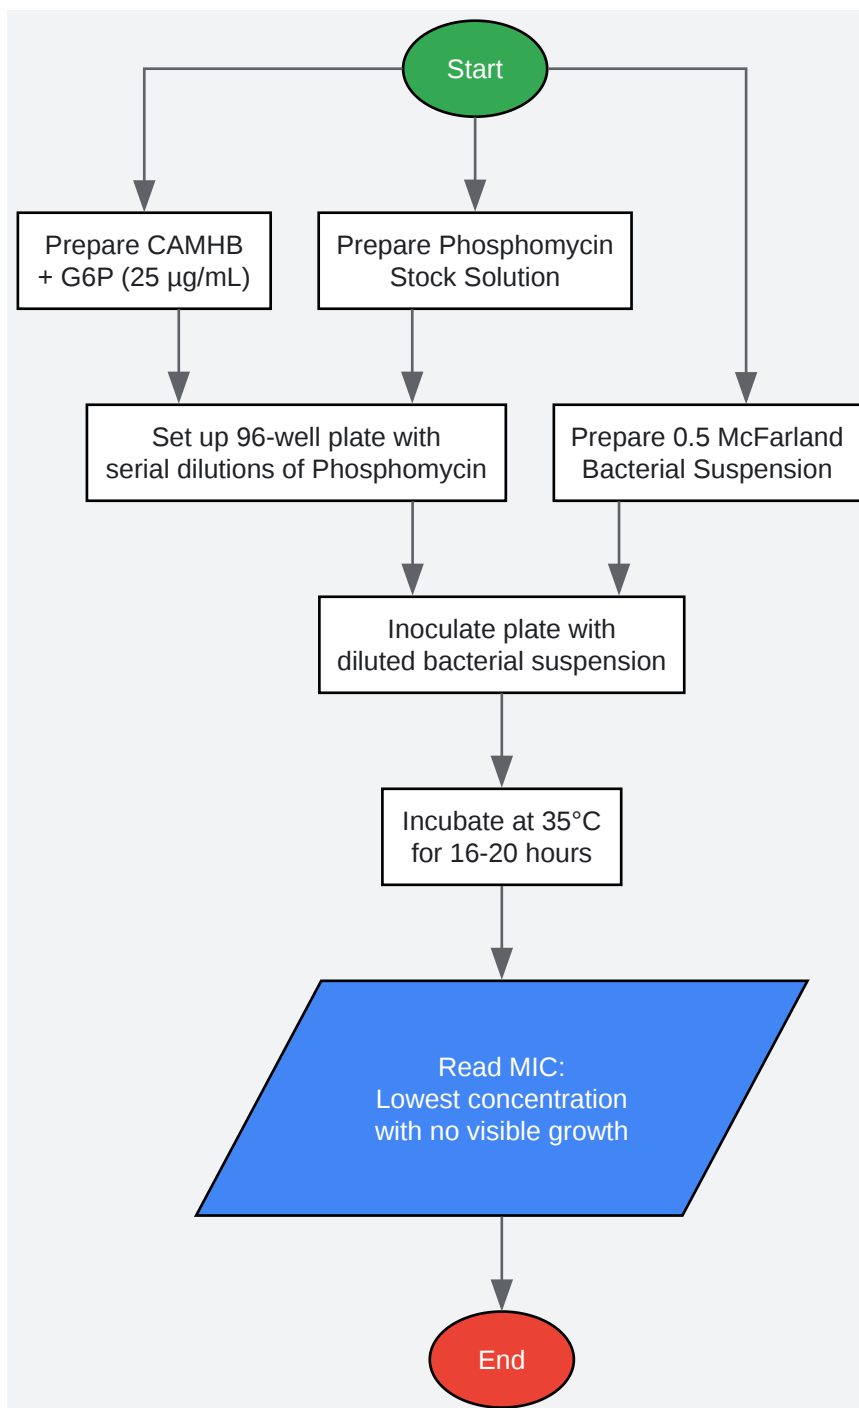 Start
Prepare CAMHB
+ G6P (25 µg/mL)
Prepare Phosphomycin
Stock Solution
Set up 96-well plate with
serial dilutions of Phosphomycin
Prepare 0.5 McFarland
Bacterial Suspension
Inoculate plate with
diluted bacterial suspension
Incubate at 35°C
for 16-20 hours
Read MIC:
Lowest concentration
with no visible growth
End